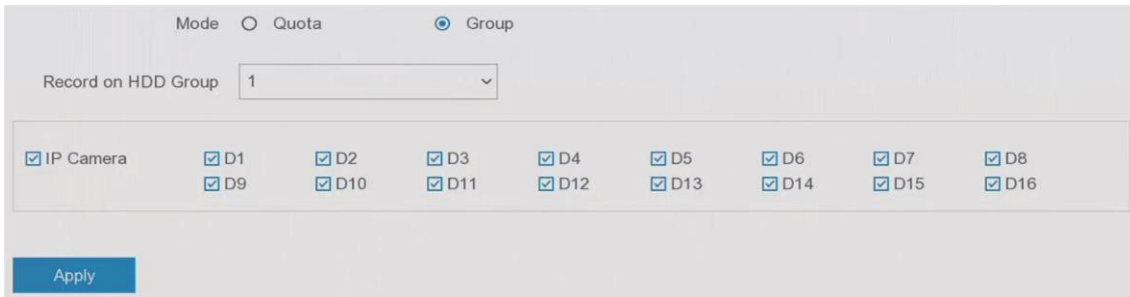 Mode Quota Group
Record on HDD Group 1
IP Camera D1 D2 D3 D4 D5 D6 D7 D8
D9 D10 D11 D12 D13 D14 D15 D16
Apply